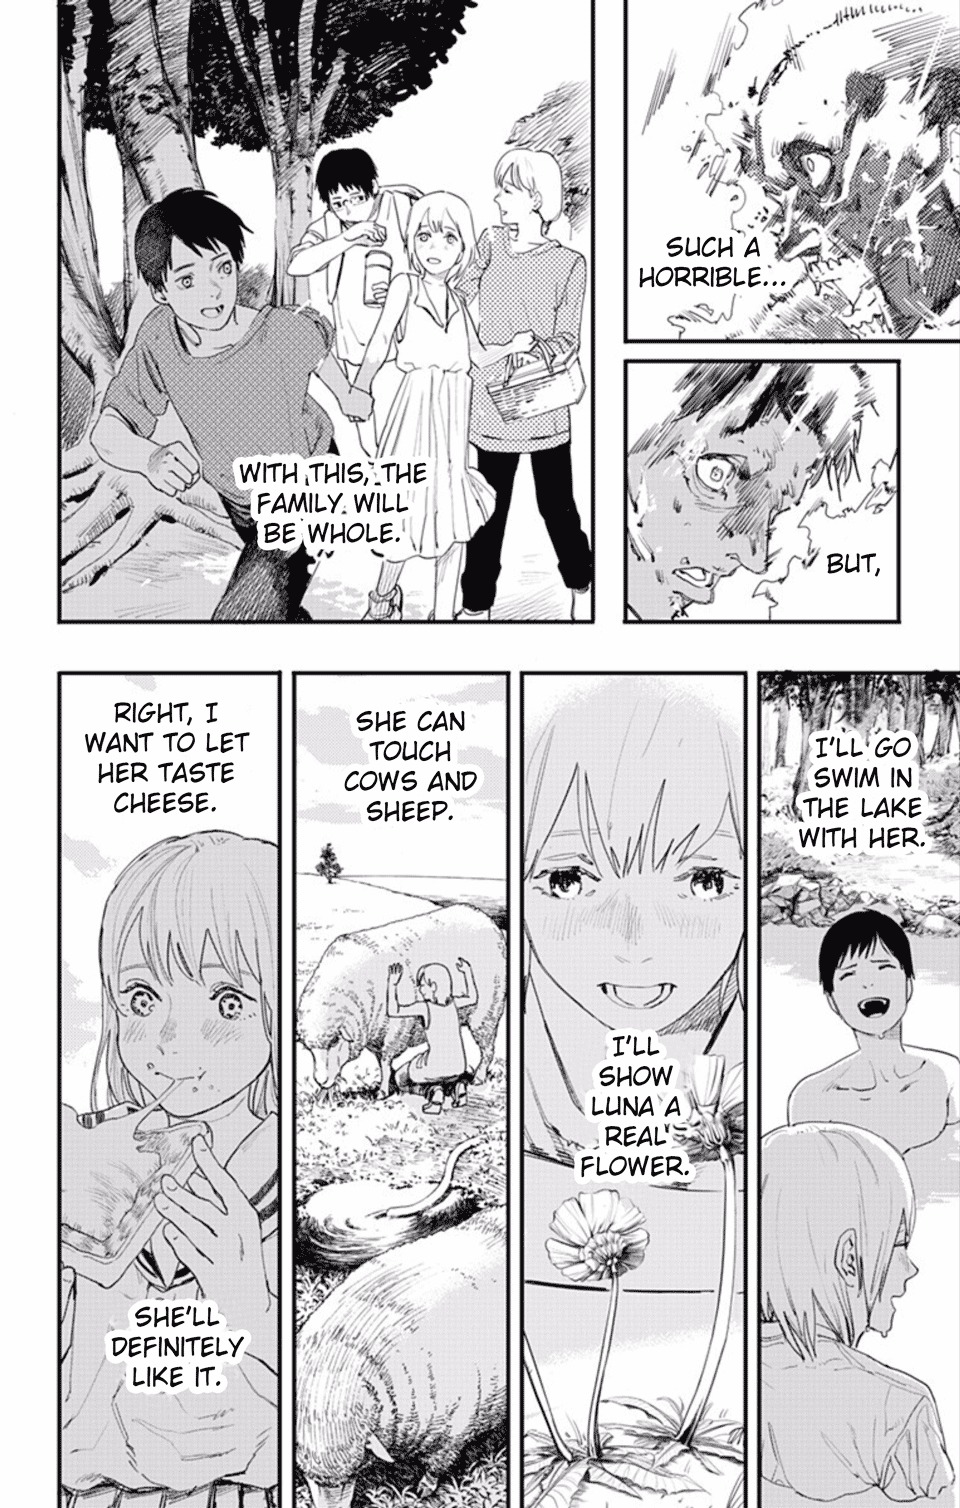 SUCH A
HORRIBLE...
BUT,
WITH THIS, THE
FAMILY WILL
BE WHOLE.
I'LL GO
SWIM IN
THE LAKE
WITH HER.
I'LL
SHOW
LUNA A
REAL
FLOWER.
SHE CAN
TOUCH
COWS AND
SHEEP.
RIGHT, I
WANT TO LET
HER TASTE
CHEESE.
SHE'LL
DEFINITELY
LIKE IT.